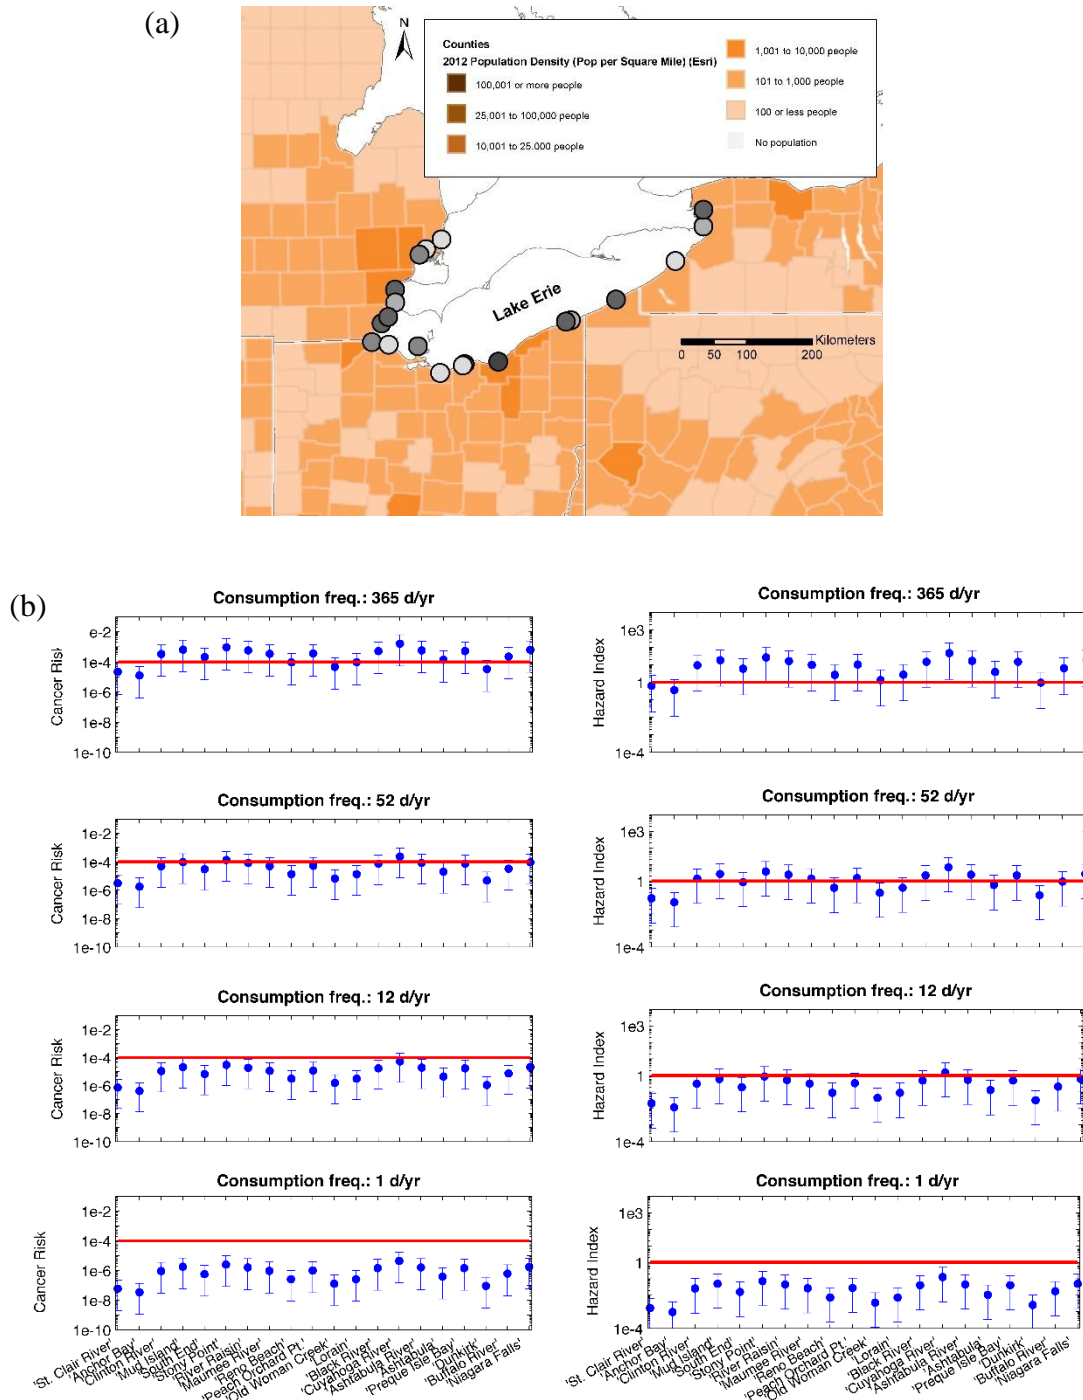 (a)
N
Counties
2012 Population Density (Pop per Square Mile) (Esri)
100,001 or more people
25,001 to 100,000 people
10,001 to 25.000 people
1,001 to 10,000 people
101 to 1,000 people
100 or less people
No population
Lake Erie
Kilometers
0 50 100 200
(b)
Consumption freq.: 365 d/yr
Cancer Risk
e-2
1e-4
1e-6
1e-8
1e-10
Consumption freq.: 365 d/yr
Hazard Index
1e3
1
1e-4
Consumption freq.: 52 d/yr
Cancer Risk
1e-2
1e-4
1e-6
1e-8
1e-10
Consumption freq.: 52 d/yr
Hazard Index
1e3
1
1e-4
Consumption freq.: 12 d/yr
Cancer Risk
1e-2
1e-4
1e-6
1e-8
1e-10
Consumption freq.: 12 d/yr
Hazard Index
1e3
1
1e-4
Consumption freq.: 1 d/yr
Cancer Risk
1e-2
1e-4
1e-6
1e-8
1e-10
'St. Clair River'
'Anchor Bay'
'Clinton River'
'Mud Island'
'South End'
'Stony Point'
'River Raisin'
'Maumee River'
'Reno Beach'
'Peach Orchard Pt.'
'Old Woman Creek'
'Lorain'
'Black River'
'Cuyahoga River'
'Ashtabula River'
'Ashtabula'
'Preque Isle Bay'
'Dunkirk'
'Buffalo River'
'Niagara Falls'
Consumption freq.: 1 d/yr
Hazard Index
1e3
1
1e-4
'St. Clair River'
'Anchor Bay'
'Clinton River'
'Mud Island'
'South End'
'Stony Point'
'River Raisin'
'Maumee River'
'Reno Beach'
'Peach Orchard Pt.'
'Old Woman Creek'
'Lorain'
'Black River'
'Cuyahoga River'
'Ashtabula River'
'Ashtabula'
'Preque Isle Bay'
'Dunkirk'
'Buffalo River'
'Niagara Falls'